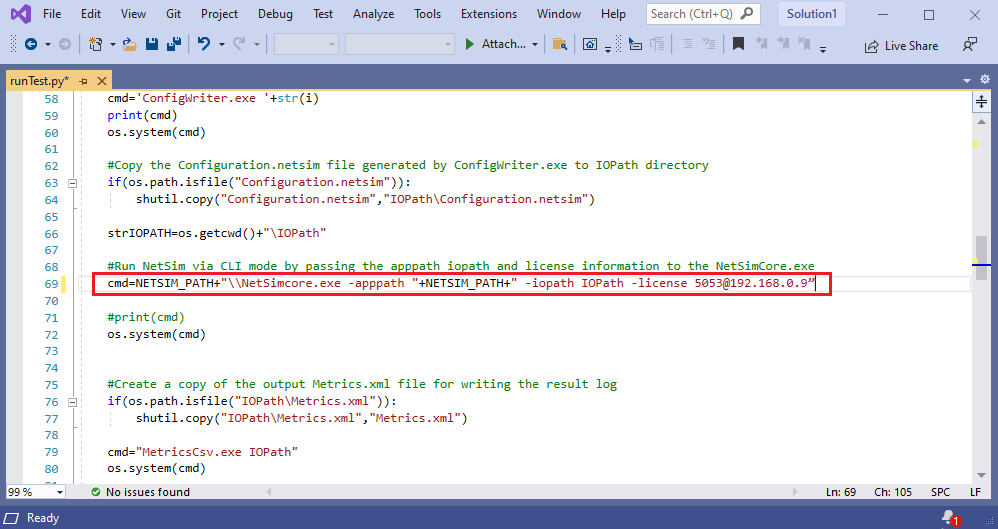 File Edit View Git Project Debug Test Analyze Tools Extensions Window Help Search (Ctrl+Q) Solution1
Attach... Live Share
runTest.py*
58 cmd='ConfigWriter.exe '+str(i)
59 print(cmd)
60 os.system(cmd)
61
62 #Copy the Configuration.netsim file generated by ConfigWriter.exe to IOPath directory
63 if(os.path.isfile("Configuration.netsim")):
64 shutil.copy("Configuration.netsim","IOPath\Configuration.netsim")
65
66 strIOPATH=os.getcwd()+"\IOPath"
67
68 #Run NetSim via CLI mode by passing the apppath iopath and license information to the NetSimCore.exe
69 cmd=NETSIM_PATH+"\\NetSimcore.exe -apppath "+NETSIM_PATH+" -iopath IOPath -license 5053@192.168.0.9”
70
71 #print(cmd)
72 os.system(cmd)
73
74
75 #Create a copy of the output Metrics.xml file for writing the result log
76 if(os.path.isfile("IOPath\Metrics.xml")):
77 shutil.copy("IOPath\Metrics.xml","Metrics.xml")
78
79 cmd="MetricsCsv.exe IOPath"
80 os.system(cmd)
81
99 % No issues found Ln: 69 Ch: 105 SPC LF
Ready 1